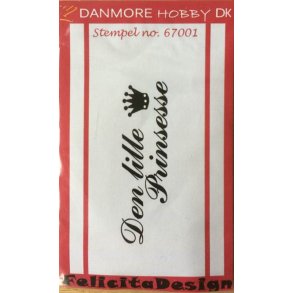 DANMORE HOBBY DK
Stempel no. 67001
Den lille
Prinsesse
FelicitaDesign